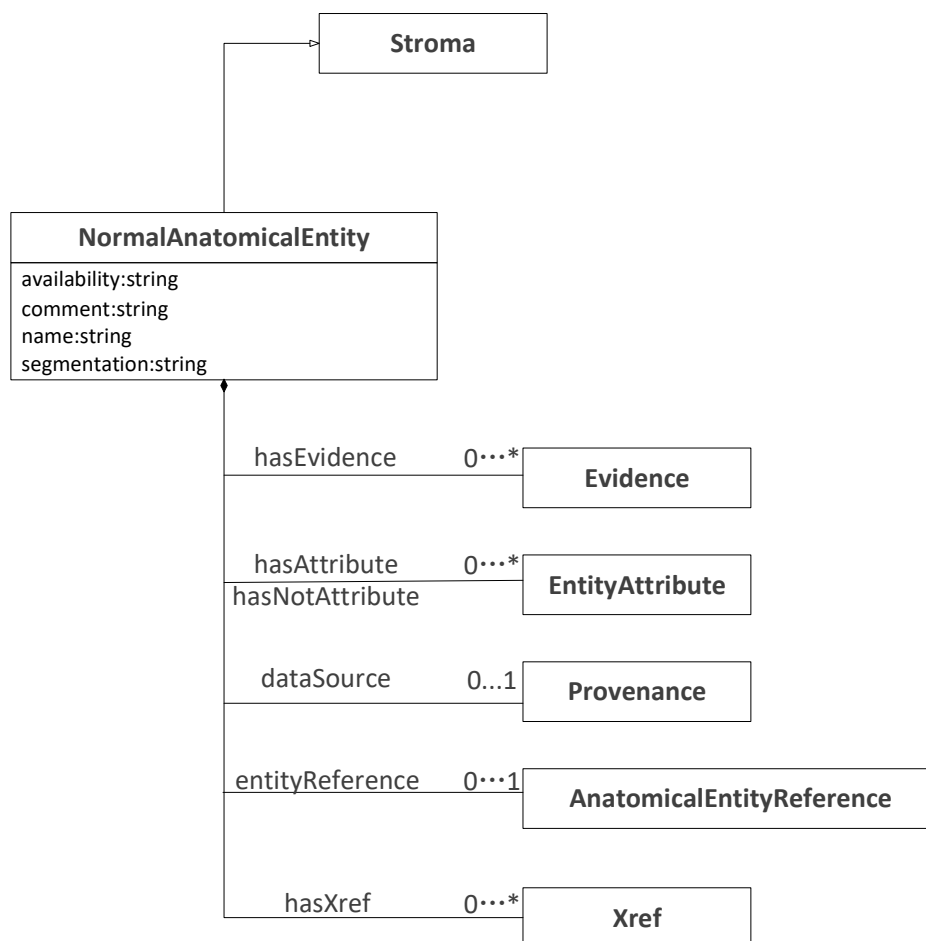 Stroma
NormalAnatomicalEntity
availability:string
comment:string
name:string
segmentation:string
hasEvidence 0···*
Evidence
hasAttribute 0···*
hasNotAttribute
EntityAttribute
dataSource 0...1
Provenance
entityReference 0···1
AnatomicalEntityReference
hasXref 0···*
Xref